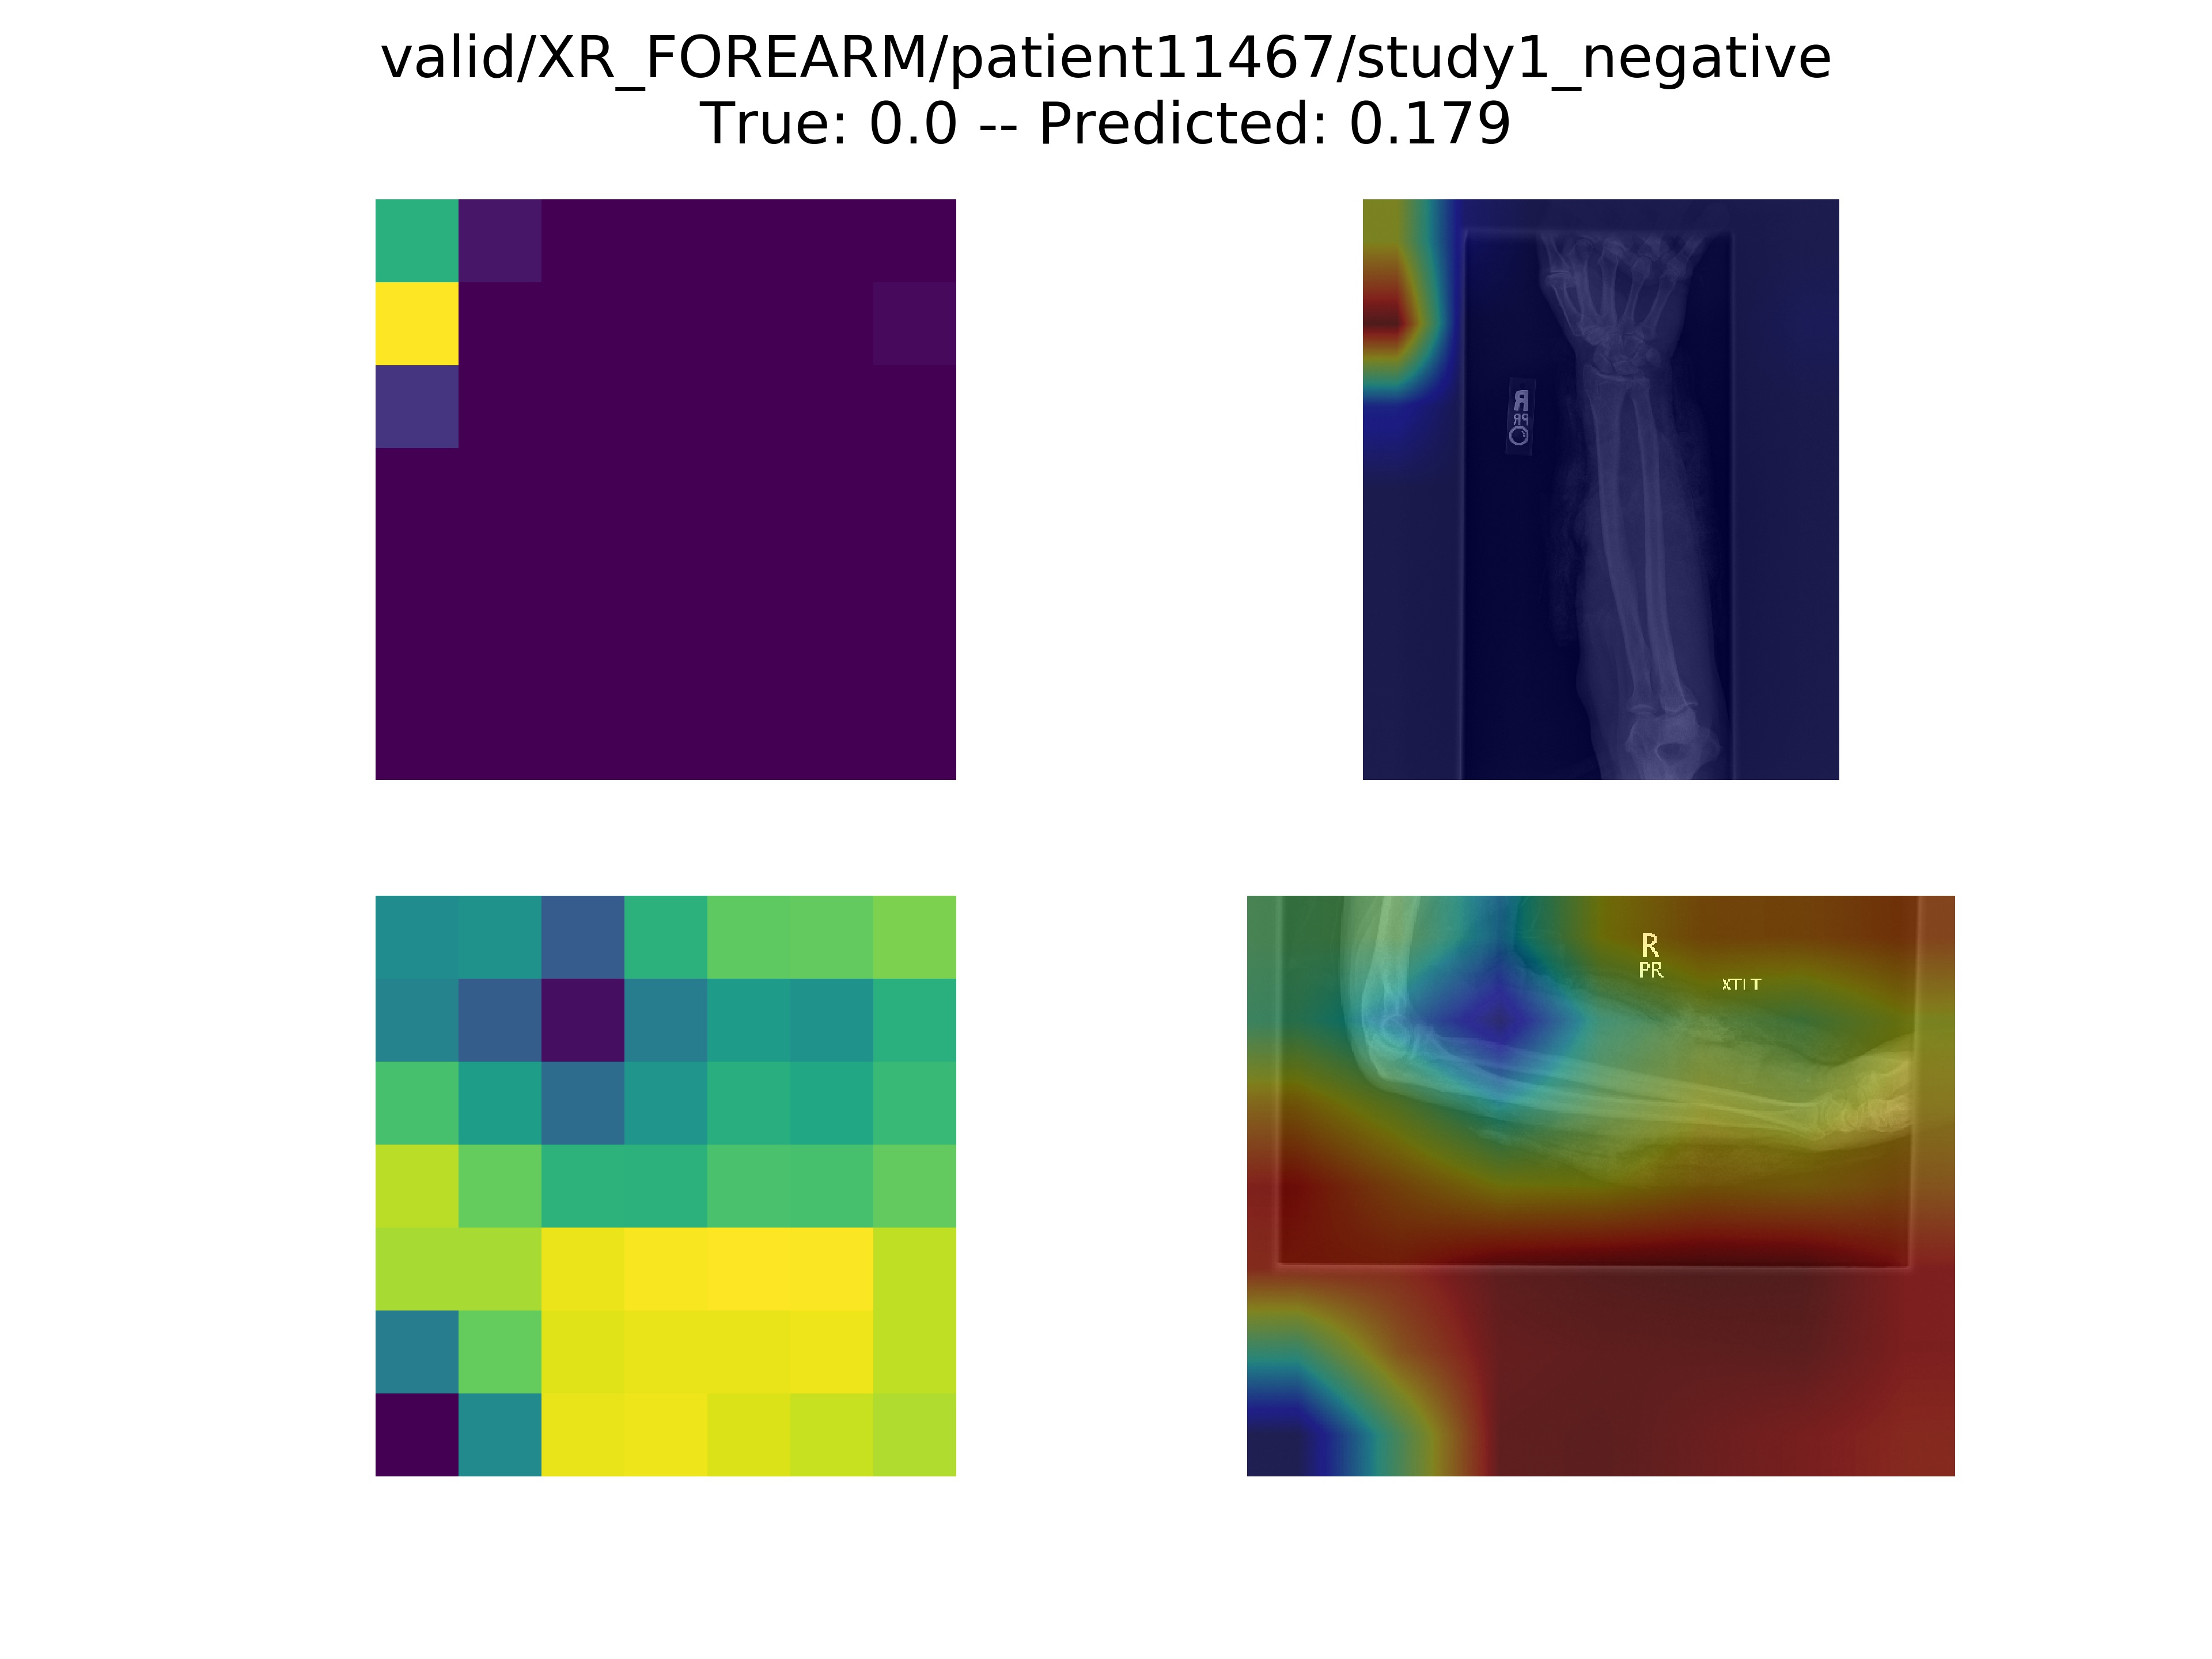 valid/XR_FOREARM/patient11467/study1_negative
True: 0.0 -- Predicted: 0.179
R
PR
R
PR